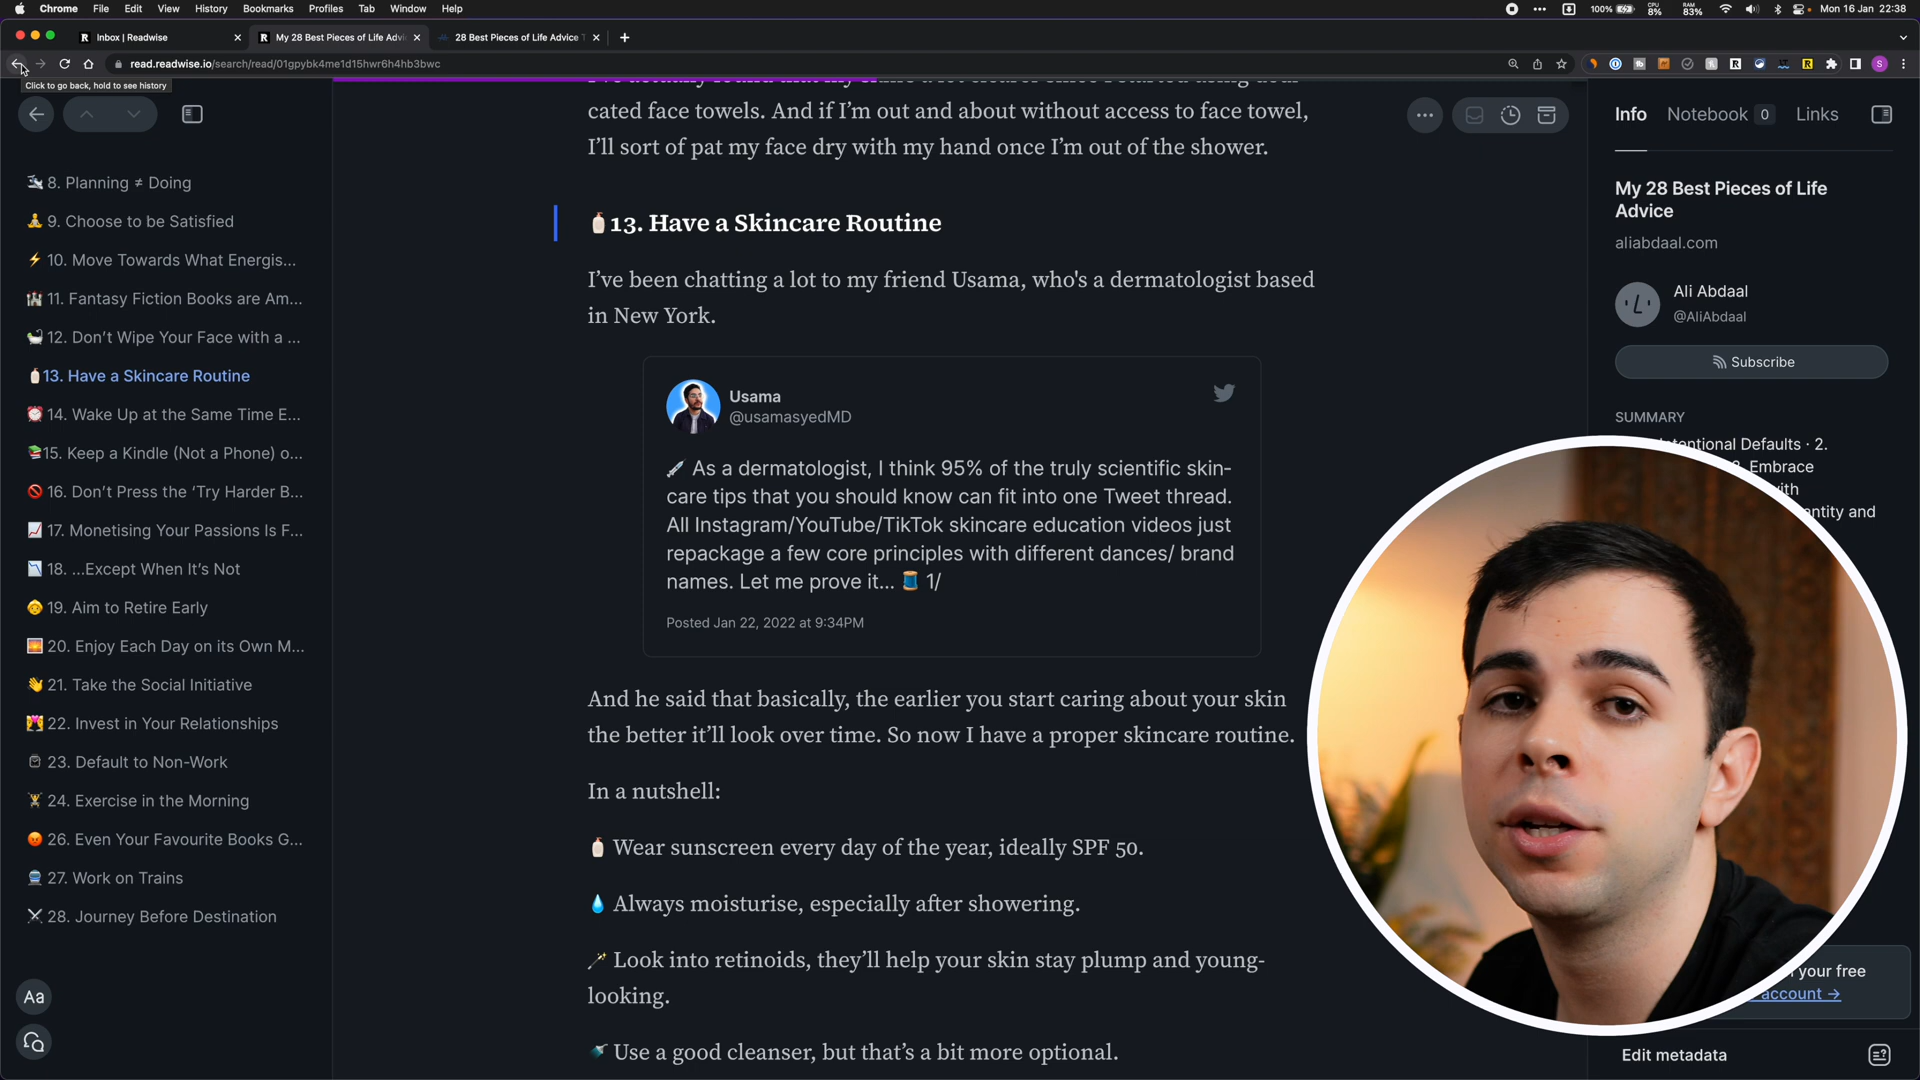 Chrome File Edit View History Bookmarks Profiles Tab Window Help
100% CPU 8% RAM 83% Mon 16 Jan 22:38
Inbox | Readwise
My 28 Best Pieces of Life Advi
28 Best Pieces of Life Advice
read.readwise.io/search/read/01gpybk4me1d15hwr6h4hb3bwc
Click to go back, hold to see history
8. Planning ≠ Doing
9. Choose to be Satisfied
10. Move Towards What Energis...
11. Fantasy Fiction Books are Am...
12. Don’t Wipe Your Face with a ...
13. Have a Skincare Routine
14. Wake Up at the Same Time E...
15. Keep a Kindle (Not a Phone) o...
16. Don’t Press the ‘Try Harder B...
17. Monetising Your Passions Is F...
18. ...Except When It’s Not
19. Aim to Retire Early
20. Enjoy Each Day on its Own M...
21. Take the Social Initiative
22. Invest in Your Relationships
23. Default to Non-Work
24. Exercise in the Morning
26. Even Your Favourite Books G...
27. Work on Trains
28. Journey Before Destination
Aa
cated face towels. And if I’m out and about without access to face towel,
I’ll sort of pat my face dry with my hand once I’m out of the shower.
13. Have a Skincare Routine
I’ve been chatting a lot to my friend Usama, who's a dermatologist based
in New York.
Usama
@usamasyedMD
As a dermatologist, I think 95% of the truly scientific skin-
care tips that you should know can fit into one Tweet thread.
All Instagram/YouTube/TikTok skincare education videos just
repackage a few core principles with different dances/ brand
names. Let me prove it... 🧵 1/
Posted Jan 22, 2022 at 9:34PM
And he said that basically, the earlier you start caring about your skin
the better it’ll look over time. So now I have a proper skincare routine.
In a nutshell:
Wear sunscreen every day of the year, ideally SPF 50.
Always moisturise, especially after showering.
Look into retinoids, they’ll help your skin stay plump and young-
looking.
Use a good cleanser, but that’s a bit more optional.
Info Notebook 0 Links
My 28 Best Pieces of Life
Advice
aliabdaal.com
Ali Abdaal
@AliAbdaal
Subscribe
SUMMARY
Defaults · 2.
Embrace
and
your free
account →
Edit metadata